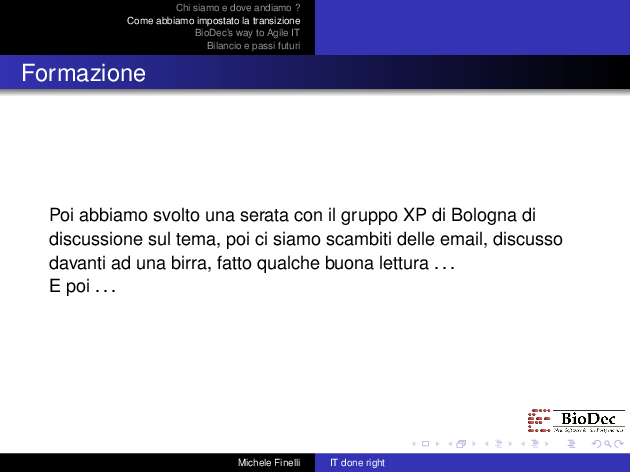 Chi siamo e dove andiamo ?
Come abbiamo impostato la transizione
BioDec's way to Agile IT
Bilancio e passi futuri
Formazione
Poi abbiamo svolto una serata con il gruppo XP di Bologna di
discussione sul tema, poi ci siamo scambiti delle email, discusso
davanti ad una birra, fatto qualche buona lettura . . .
E poi . . .
BioDec
Michele Finelli
IT done right